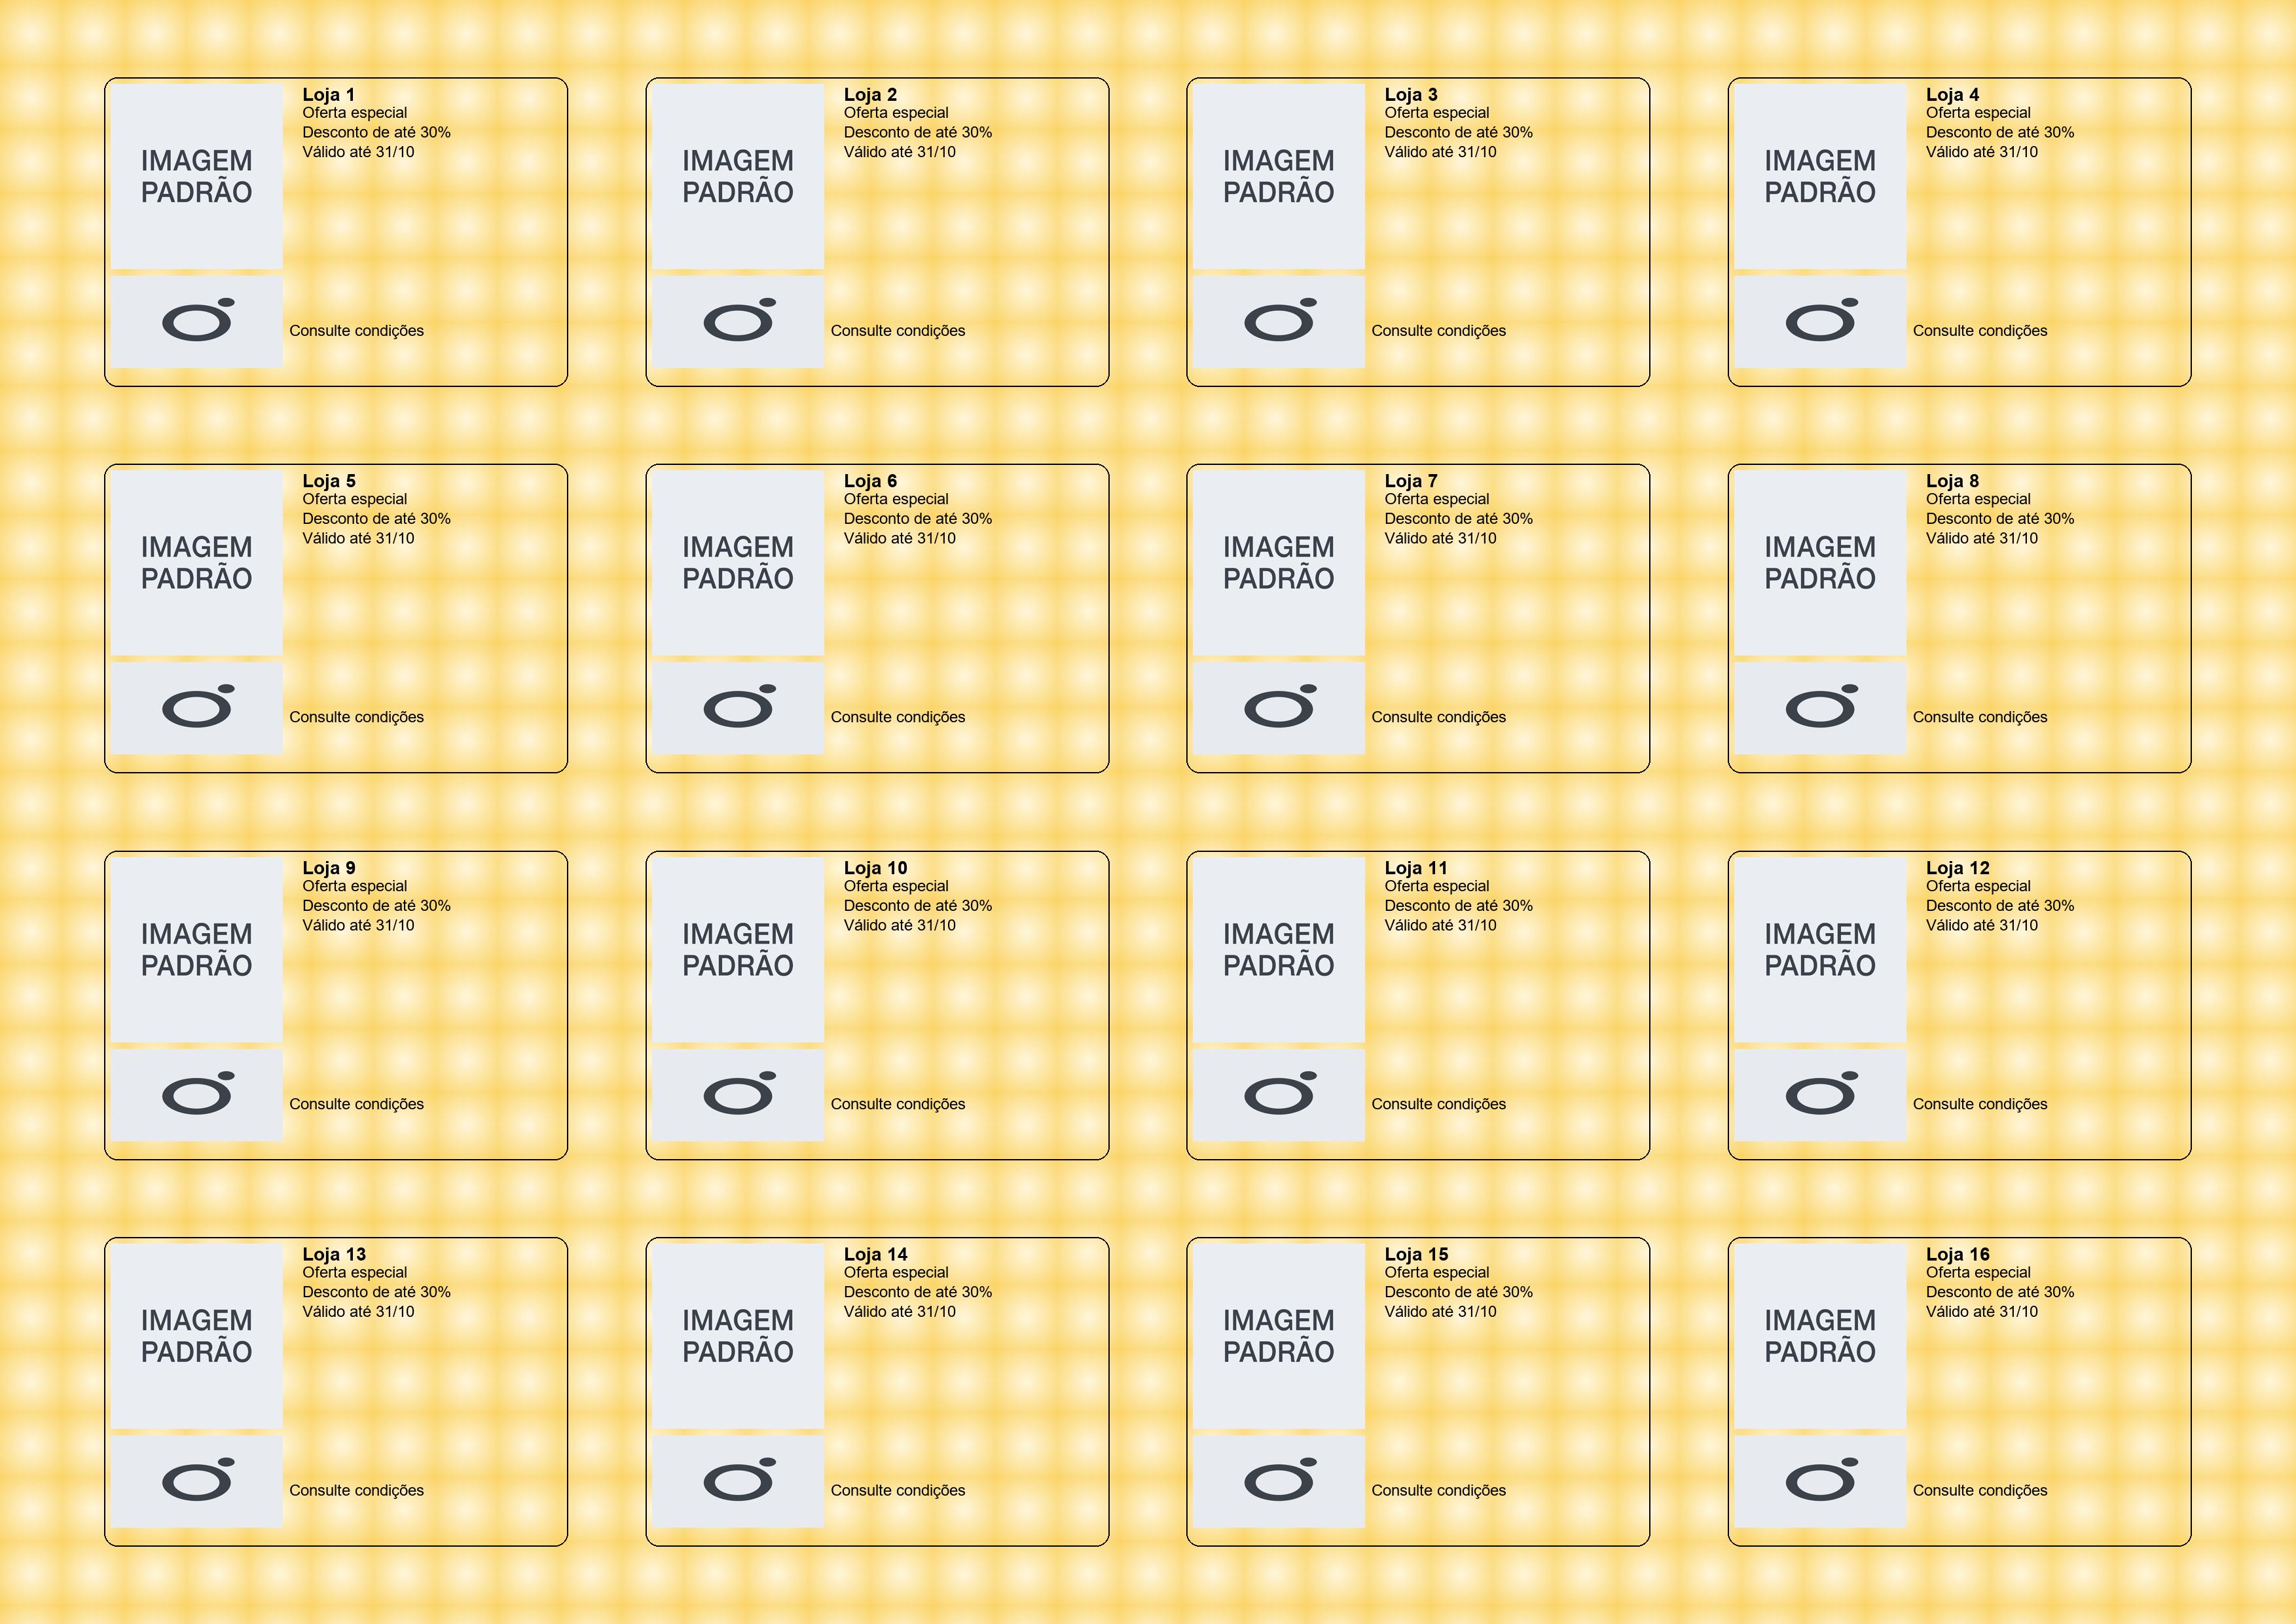 IMAGEM
PADRÃO
Loja 1
Oferta especial
Desconto de até 30%
Válido até 31/10
Consulte condições
IMAGEM
PADRÃO
Loja 2
Oferta especial
Desconto de até 30%
Válido até 31/10
Consulte condições
IMAGEM
PADRÃO
Loja 3
Oferta especial
Desconto de até 30%
Válido até 31/10
Consulte condições
IMAGEM
PADRÃO
Loja 4
Oferta especial
Desconto de até 30%
Válido até 31/10
Consulte condições
IMAGEM
PADRÃO
Loja 5
Oferta especial
Desconto de até 30%
Válido até 31/10
Consulte condições
IMAGEM
PADRÃO
Loja 6
Oferta especial
Desconto de até 30%
Válido até 31/10
Consulte condições
IMAGEM
PADRÃO
Loja 7
Oferta especial
Desconto de até 30%
Válido até 31/10
Consulte condições
IMAGEM
PADRÃO
Loja 8
Oferta especial
Desconto de até 30%
Válido até 31/10
Consulte condições
IMAGEM
PADRÃO
Loja 9
Oferta especial
Desconto de até 30%
Válido até 31/10
Consulte condições
IMAGEM
PADRÃO
Loja 10
Oferta especial
Desconto de até 30%
Válido até 31/10
Consulte condições
IMAGEM
PADRÃO
Loja 11
Oferta especial
Desconto de até 30%
Válido até 31/10
Consulte condições
IMAGEM
PADRÃO
Loja 12
Oferta especial
Desconto de até 30%
Válido até 31/10
Consulte condições
IMAGEM
PADRÃO
Loja 13
Oferta especial
Desconto de até 30%
Válido até 31/10
Consulte condições
IMAGEM
PADRÃO
Loja 14
Oferta especial
Desconto de até 30%
Válido até 31/10
Consulte condições
IMAGEM
PADRÃO
Loja 15
Oferta especial
Desconto de até 30%
Válido até 31/10
Consulte condições
IMAGEM
PADRÃO
Loja 16
Oferta especial
Desconto de até 30%
Válido até 31/10
Consulte condições